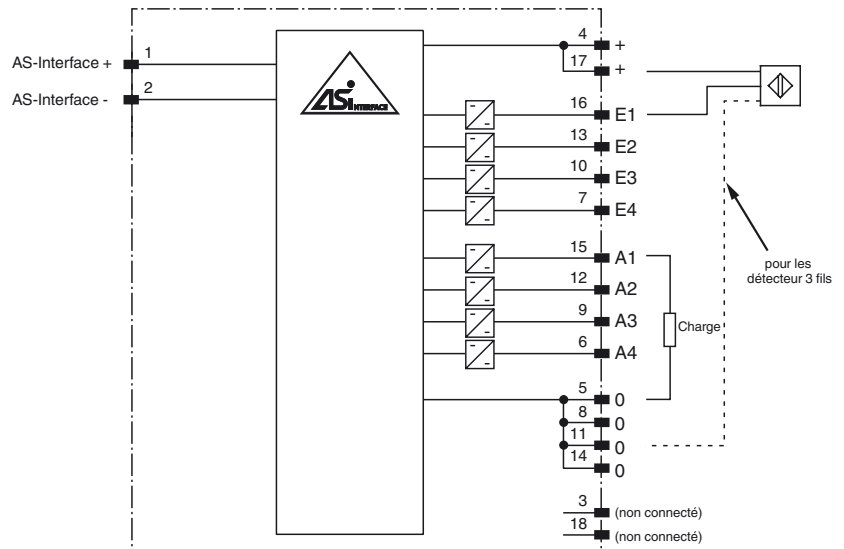 AS-Interface +
1
AS-Interface -
2
ASi INTERFACE
4
+
17
+
16
E1
13
E2
10
E3
7
E4
15
A1
12
A2
9
A3
6
A4
Charge
pour les
détecteur 3 fils
5
0
8
0
11
0
14
0
3
(non connecté)
18
(non connecté)